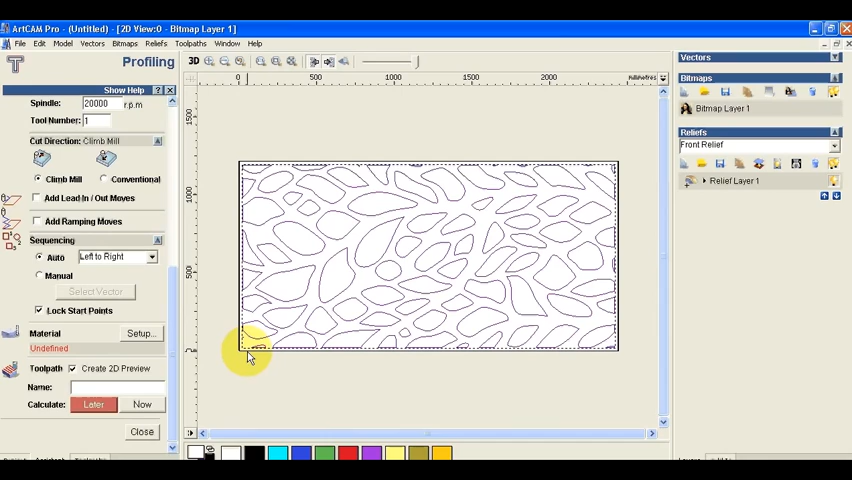 ArtCAM Pro - (Untitled) - [2D View:0 - Bitmap Layer 1]
File Edit Model Vectors Bitmaps Reliefs Toolpaths Window Help
Profiling
Show Help ?
Spindle: 20000 r.p.m
Tool Number: 1
Cut Direction: Climb Mill
Climb Mill Conventional
Add Lead In / Out Moves
Add Ramping Moves
Sequencing
Auto Left to Right
Manual
Select Vector
Lock Start Points
Material Setup...
Undefined
Toolpath Create 2D Preview
Name:
Calculate: Later Now
Close
3D
0 500 1000 1500 2000
1500
1000
500
Vectors
Bitmaps
Bitmap Layer 1
Reliefs
Front Relief
Relief Layer 1